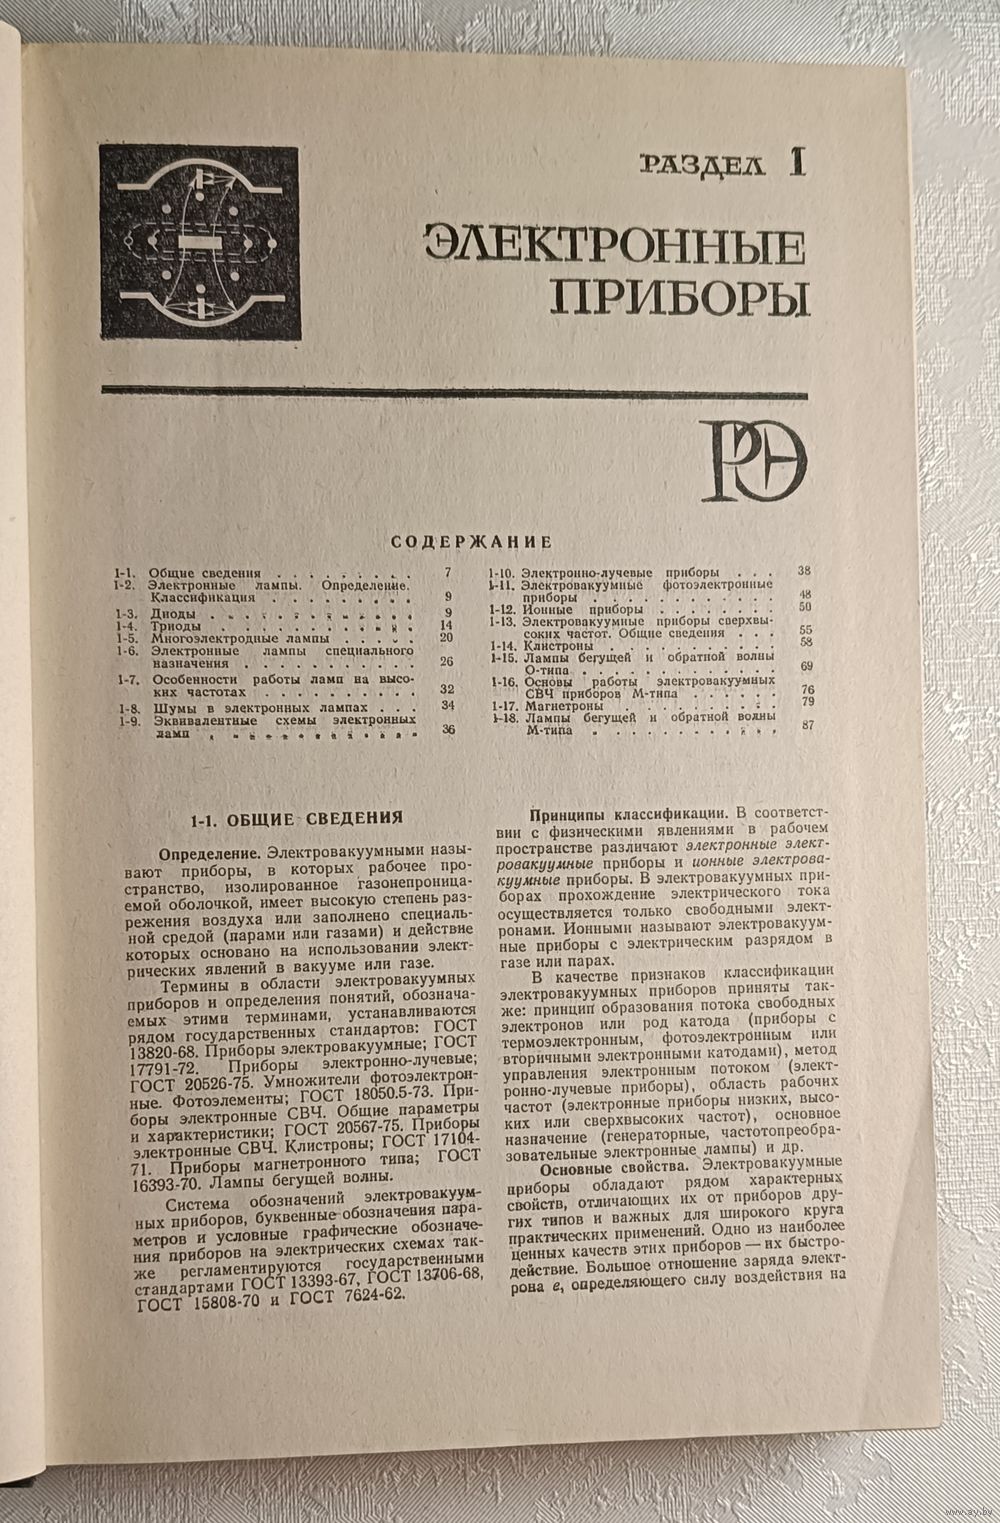 РАЗДЕЛ I
ЭЛЕКТРОННЫЕ
ПРИБОРЫ
РЭ
СОДЕРЖАНИЕ
1-1. Общие сведения . . . . . . . . 7
1-2. Электронные лампы. Определение.
Классификация . . . . . . . . . 9
1-3. Диоды . . . . . . . . . . . . 9
1-4. Триоды . . . . . . . . . . . 14
1-5. Многоэлектродные лампы . . . . . 20
1-6. Электронные лампы специального
назначения . . . . . . . . . . 26
1-7. Особенности работы ламп на высо-
ких частотах . . . . . . . . . 32
1-8. Шумы в электронных лампах . . . 34
1-9. Эквивалентные схемы электронных
ламп . . . . . . . . . . . . 36
1-10. Электронно-лучевые приборы . . . 38
1-11. Электровакуумные фотоэлектронные
приборы . . . . . . . . . . . 48
1-12. Ионные приборы . . . . . . . 50
1-13. Электровакуумные приборы сверхвы-
соких частот. Общие сведения . . . 55
1-14. Клистроны . . . . . . . . . 58
1-15. Лампы бегущей и обратной волны
О-типа . . . . . . . . . . . 69
1-16. Основы работы электровакуумных
СВЧ приборов М-типа . . . . . . 76
1-17. Магнетроны . . . . . . . . . 79
1-18. Лампы бегущей и обратной волны
М-типа . . . . . . . . . . . 87
1-1. ОБЩИЕ СВЕДЕНИЯ
Определение. Электровакуумными назы-
вают приборы, в которых рабочее про-
странство, изолированное газонепроница-
емой оболочкой, имеет высокую степень раз-
режения воздуха или заполнено специаль-
ной средой (парами или газами) и действие
которых основано на использовании элект-
рических явлений в вакууме или газе.
Термины в области электровакуумных
приборов и определения понятий, обознача-
емых этими терминами, устанавливаются
рядом государственных стандартов: ГОСТ
13820-68. Приборы электровакуумные; ГОСТ
17791-72. Приборы электронно-лучевые;
ГОСТ 20526-75. Умножители фотоэлектрон-
ные. Фотоэлементы; ГОСТ 18050.5-73. При-
боры электронные СВЧ. Общие параметры
и характеристики; ГОСТ 20567-75. Приборы
электронные СВЧ. Клистроны; ГОСТ 17104-
71. Приборы магнетронного типа; ГОСТ
16393-70. Лампы бегущей волны.
Система обозначений электровакуум-
ных приборов, буквенные обозначения пара-
метров и условные графические обозначе-
ния приборов на электрических схемах так-
же регламентируются государственными
стандартами ГОСТ 13393-67, ГОСТ 13706-68,
ГОСТ 15808-70 и ГОСТ 7624-62.
Принципы классификации. В соответст-
вии с физическими явлениями в рабочем
пространстве различают электронные элект-
ровакуумные приборы и ионные электрова-
куумные приборы. В электровакуумных при-
борах прохождение электрического тока
осуществляется только свободными элект-
ронами. Ионными называют электровакуум-
ные приборы с электрическим разрядом в
газе или парах.
В качестве признаков классификации
электровакуумных приборов приняты так-
же: принцип образования потока свободных
электронов или род катода (приборы с
термоэлектронным, фотоэлектронным или
вторичными электронными катодами), метод
управления электронным потоком (элект-
ронно-лучевые приборы), область рабочих
частот (электронные приборы низких, высо-
ких или сверхвысоких частот), основное
назначение (генераторные, частотопреобра-
зовательные электронные лампы) и др.
Основные свойства. Электровакуумные
приборы обладают рядом характерных
свойств, отличающих их от приборов дру-
гих типов и важных для широкого круга
практических применений. Одно из наиболее
ценных качеств этих приборов — их быстро-
действие. Большое отношение заряда элект-
рона e, определяющего силу воздействия на
www.ay.by